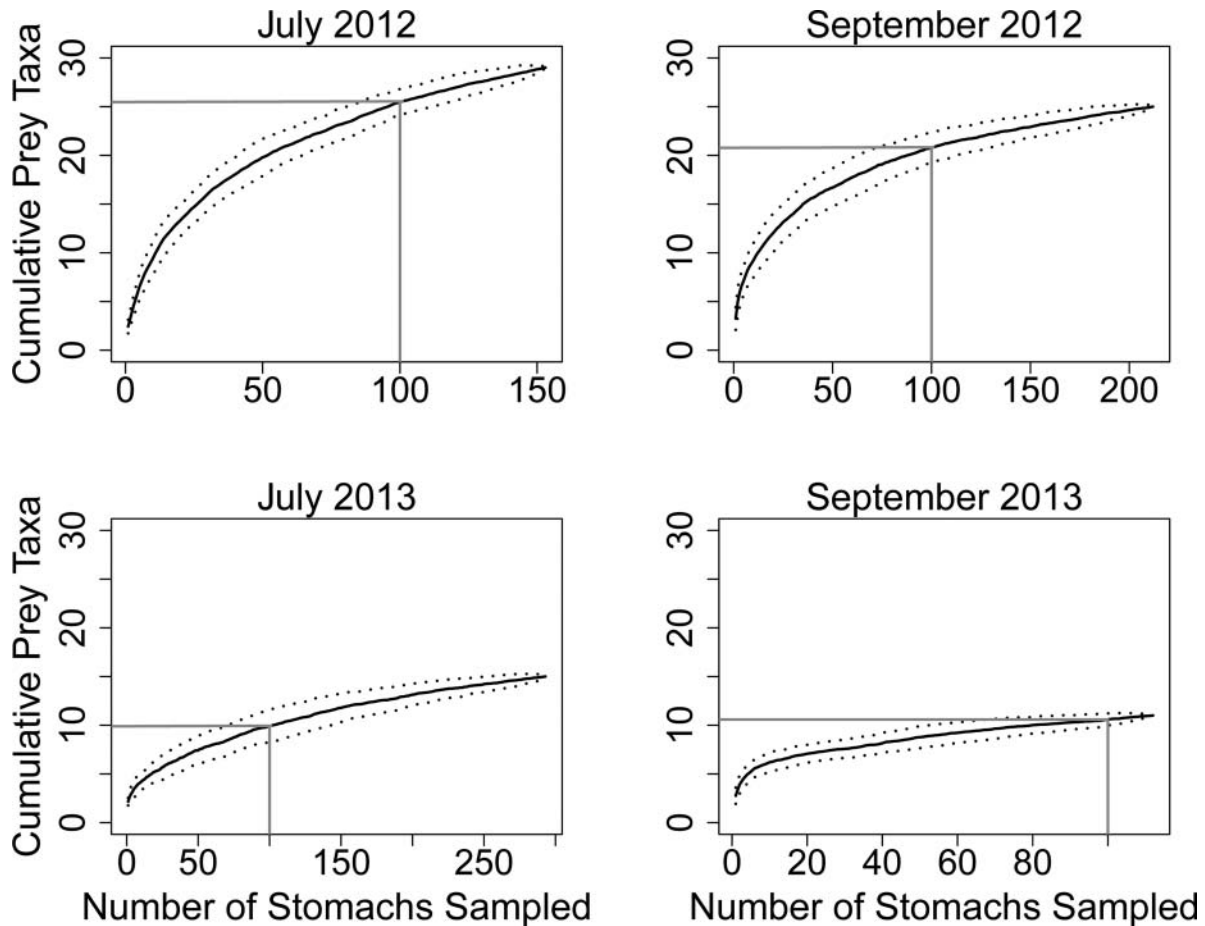 July 2012
September 2012
Cumulative Prey Taxa
30
20
10
0
0 50 100 150
30
20
10
0
0 50 100 150 200
July 2013
September 2013
Cumulative Prey Taxa
30
20
10
0
0 50 150 250
Number of Stomachs Sampled
30
20
10
0
0 20 40 60 80
Number of Stomachs Sampled